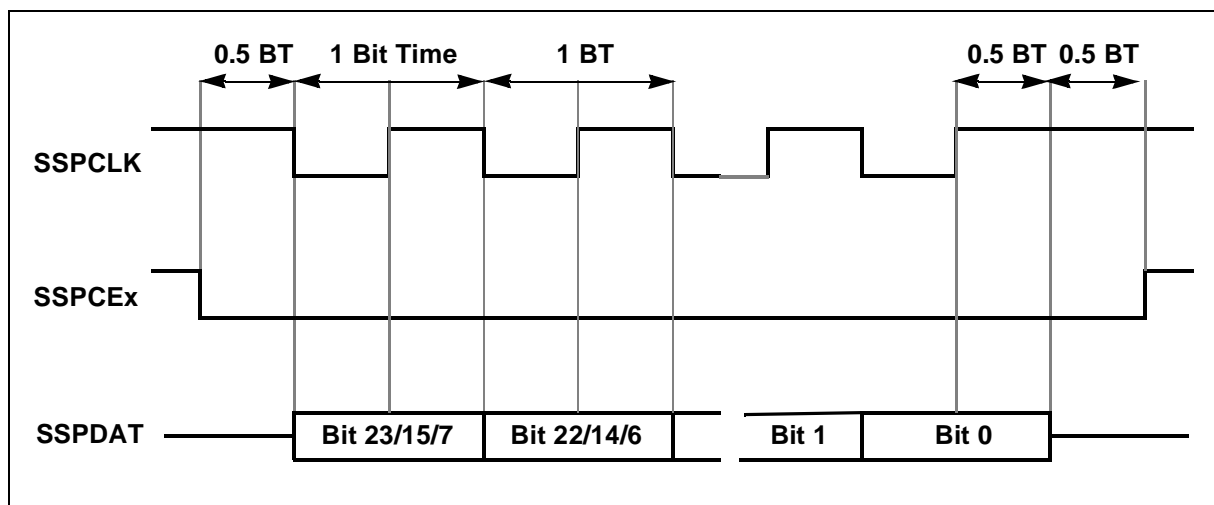 0.5 BT 1 Bit Time 1 BT 0.5 BT 0.5 BT
SSPCLK
SSPCEx
SSPDAT Bit 23/15/7 Bit 22/14/6 Bit 1 Bit 0